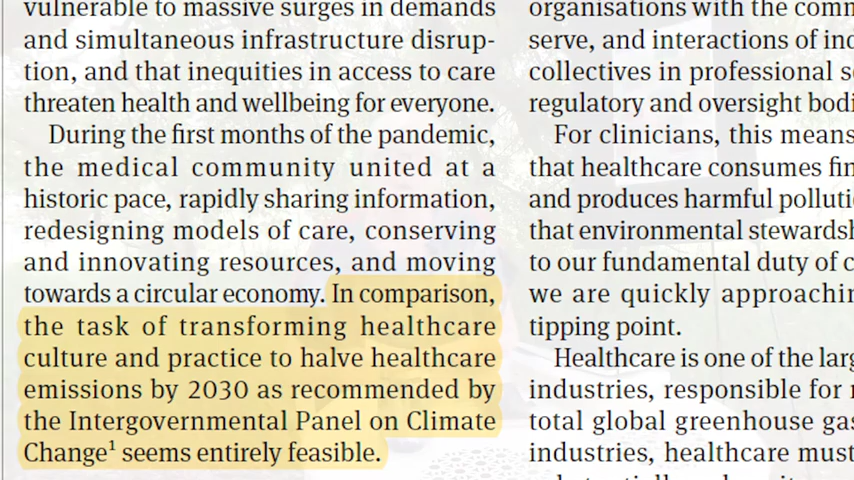 vulnerable to massive surges in demands
and simultaneous infrastructure disrup-
tion, and that inequities in access to care
threaten health and wellbeing for everyone.
During the first months of the pandemic,
the medical community united at a
historic pace, rapidly sharing information,
redesigning models of care, conserving
and innovating resources, and moving
towards a circular economy. In comparison,
the task of transforming healthcare
culture and practice to halve healthcare
emissions by 2030 as recommended by
the Intergovernmental Panel on Climate
Change¹ seems entirely feasible.
organisations with the
serve, and interactions of
collectives in professional
regulatory and oversight
For clinicians, this means
that healthcare consumes
and produces harmful
that environmental
to our fundamental duty of
we are quickly
tipping point.
Healthcare is one of the
industries, responsible for
total global greenhouse
industries, healthcare must